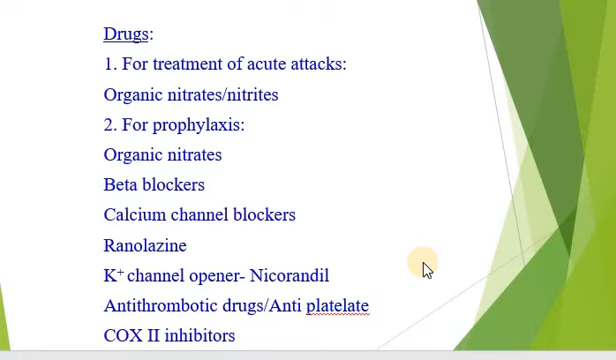 Drugs:
1. For treatment of acute attacks:
Organic nitrates/nitrites
2. For prophylaxis:
Organic nitrates
Beta blockers
Calcium channel blockers
Ranolazine
K⁺ channel opener- Nicorandil
Antithrombotic drugs/Anti platelate
COX II inhibitors